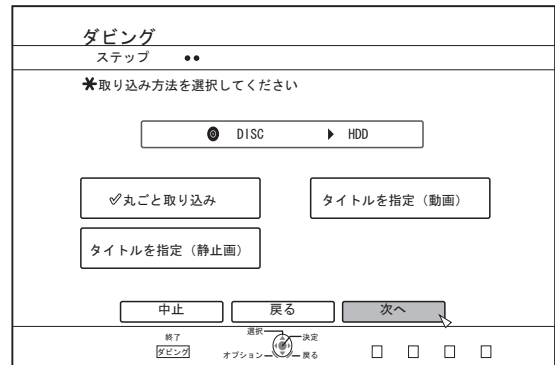 ダビング
ステップ
取り込み方法を選択してください
DISC HDD
丸ごと取り込み タイトルを指定（動画）
タイトルを指定（静止画）
中止 戻る 次へ
終了 選択 決定
ダビング オプション 戻る